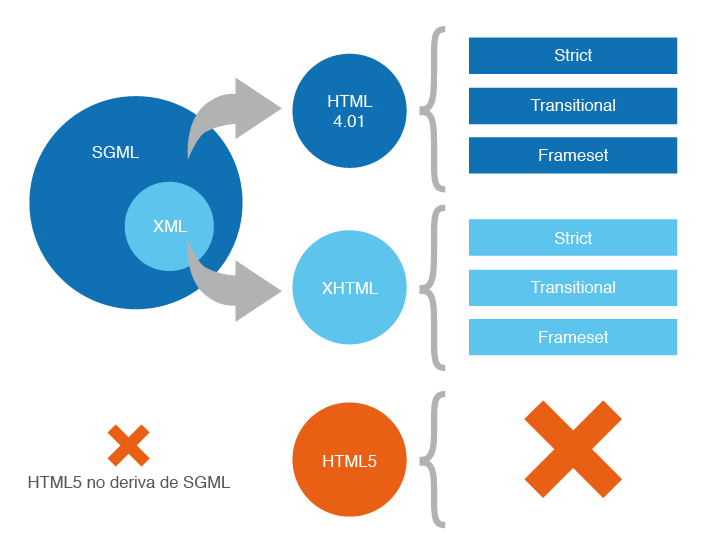 SGML
XML
HTML
4.01
Strict
Transitional
Frameset
XHTML
Strict
Transitional
Frameset
HTML5 no deriva de SGML
HTML5